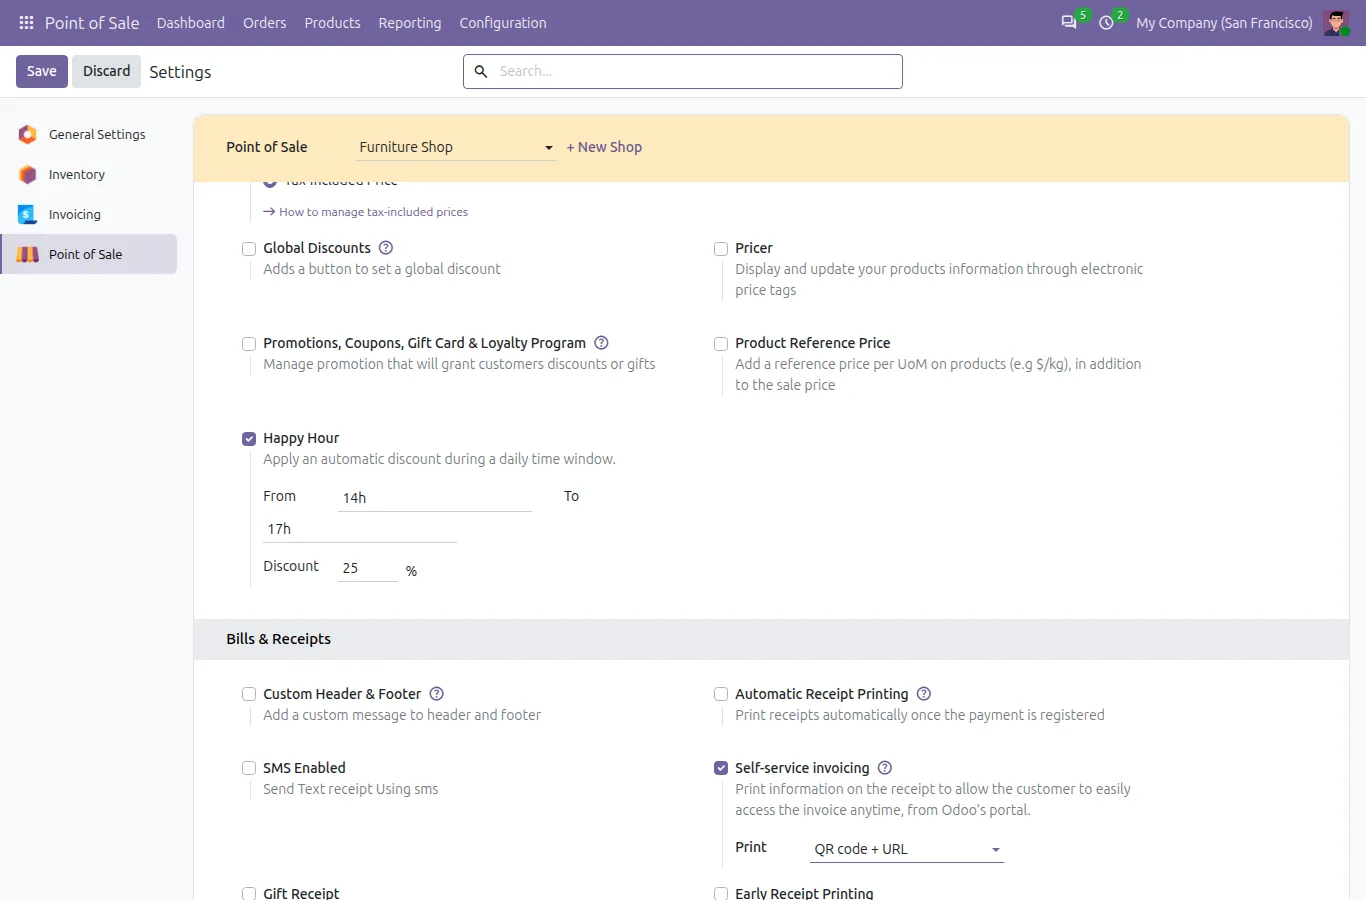 Point of Sale Dashboard Orders Products Reporting Configuration 5 2 My Company (San Francisco)
Save Discard Settings Search...
General Settings
Inventory
Invoicing
Point of Sale
Point of Sale Furniture Shop + New Shop
Tax-Included Price
→ How to manage tax-included prices
Global Discounts ?
Adds a button to set a global discount
Pricer
Display and update your products information through electronic
price tags
Promotions, Coupons, Gift Card & Loyalty Program ?
Manage promotion that will grant customers discounts or gifts
Product Reference Price
Add a reference price per UoM on products (e.g $/kg), in addition
to the sale price
Happy Hour
Apply an automatic discount during a daily time window.
From 14h To
17h
Discount 25 %
Bills & Receipts
Custom Header & Footer ?
Add a custom message to header and footer
Automatic Receipt Printing ?
Print receipts automatically once the payment is registered
SMS Enabled
Send Text receipt Using sms
Self-service invoicing ?
Print information on the receipt to allow the customer to easily
access the invoice anytime, from Odoo's portal.
Print QR code + URL
Gift Receipt
Early Receipt Printing